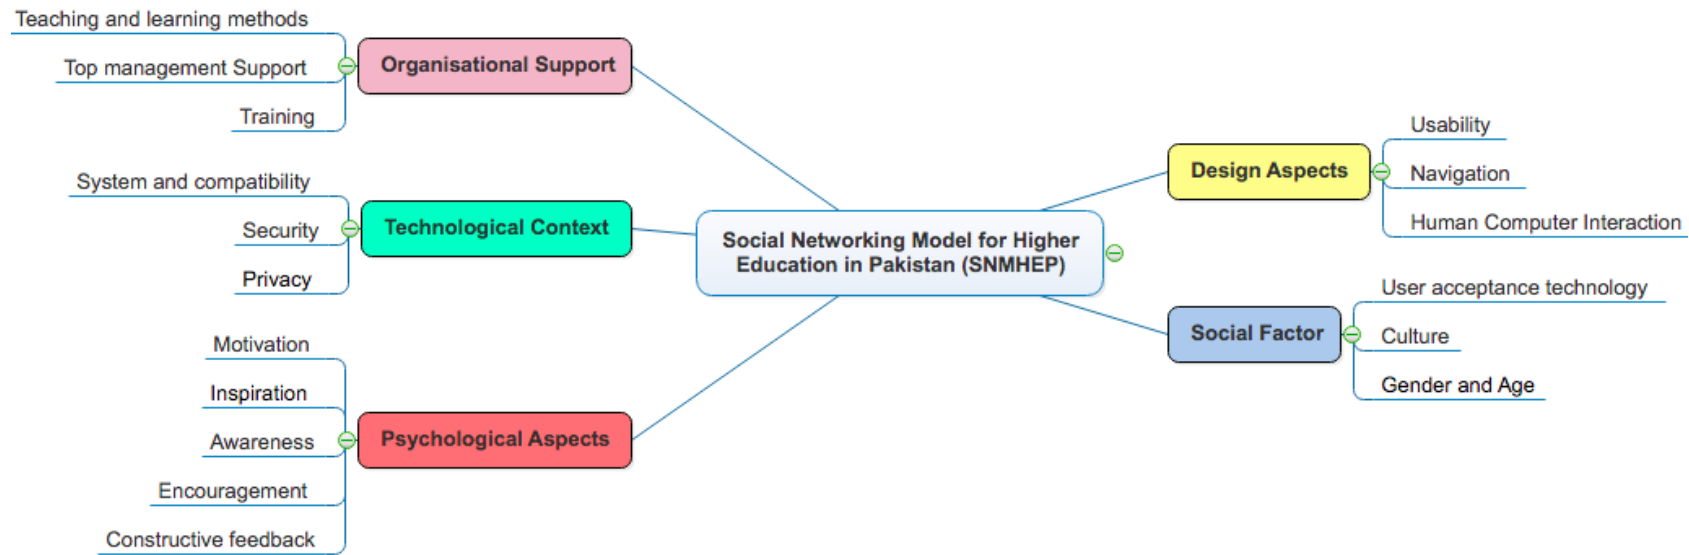 Teaching and learning methods
Top management Support
Training
Organisational Support
System and compatibility
Security
Privacy
Technological Context
Motivation
Inspiration
Awareness
Encouragement
Constructive feedback
Psychological Aspects
Social Networking Model for Higher
Education in Pakistan (SNMHEP)
Design Aspects
Usability
Navigation
Human Computer Interaction
Social Factor
User acceptance technology
Culture
Gender and Age